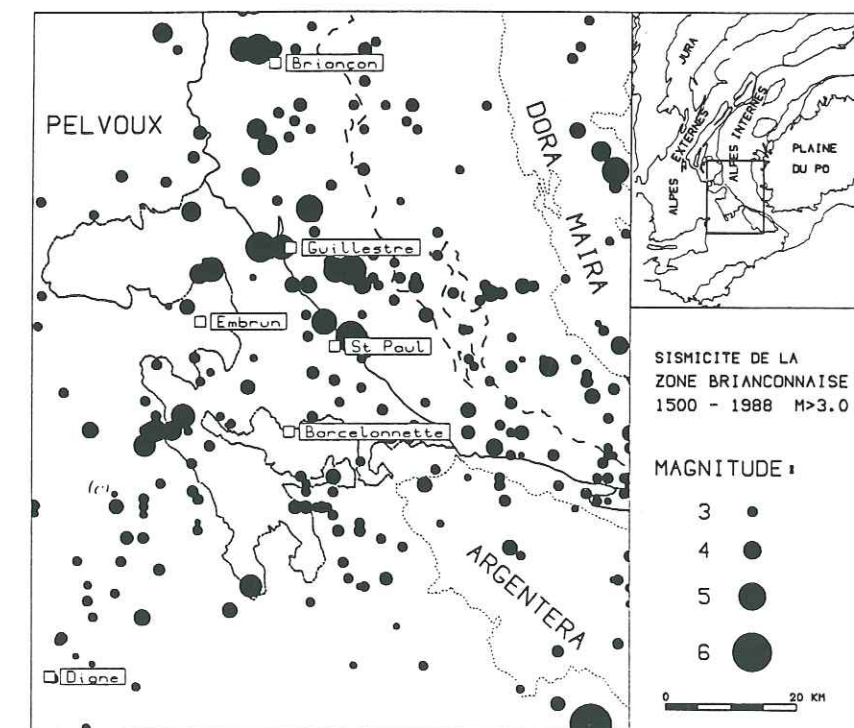 PELVOUX
Briançon
DORA
MAIRA
Guillestre
Embrun
St Paul
Barcelonnette
(c)
ARGENTERA
Digne
JURA
ALPES EXTERNES
ALPES INTERNES
PLAINE
DU PO
SISMICITE DE LA
ZONE BRIANCONNAISE
1500 - 1988 M>3.0
MAGNITUDE :
3
4
5
6
0 20 KM